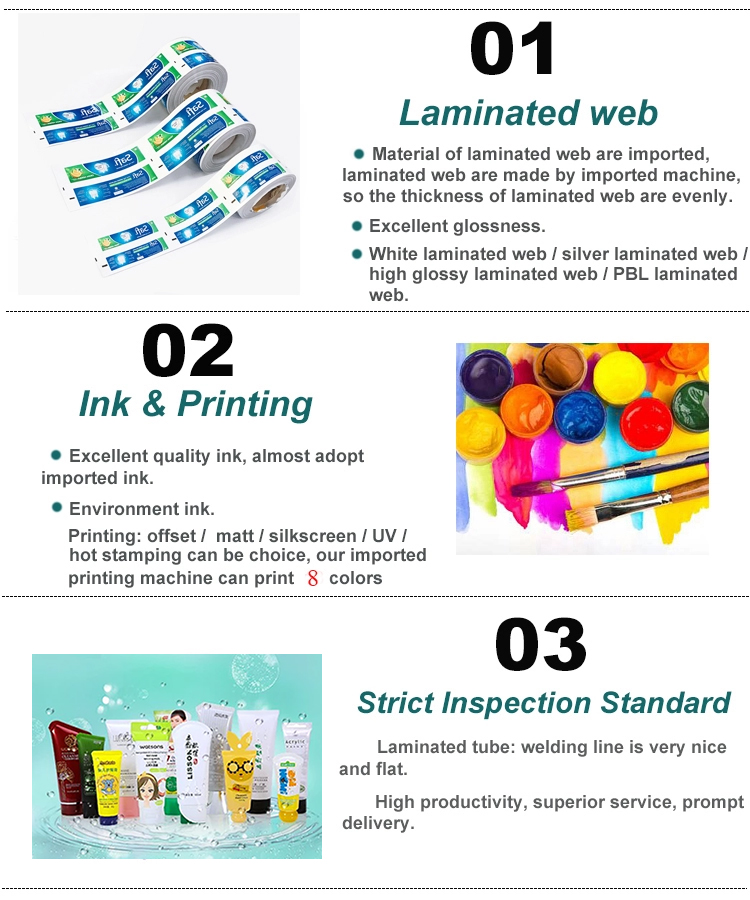 01
Laminated web
Material of laminated web are imported,
laminated web are made by imported machine,
so the thickness of laminated web are evenly.
Excellent glossness.
White laminated web / silver laminated web /
high glossy laminated web / PBL laminated
web.
02
Ink & Printing
Excellent quality ink, almost adopt
imported ink.
Environment ink.
Printing: offset / matt / silkscreen / UV /
hot stamping can be choice, our imported
printing machine can print 8 colors
03
Strict Inspection Standard
watsons
LISSOS
Laminated tube: welding line is very nice
and flat.
High productivity, superior service, prompt
delivery.